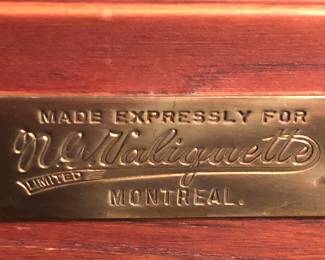 MADE EXPRESSLY FOR
N.G. Valiquette
LIMITED
MONTREAL.